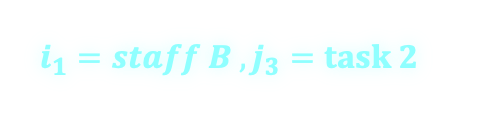 i₁ = staff B , j₃ = task 2